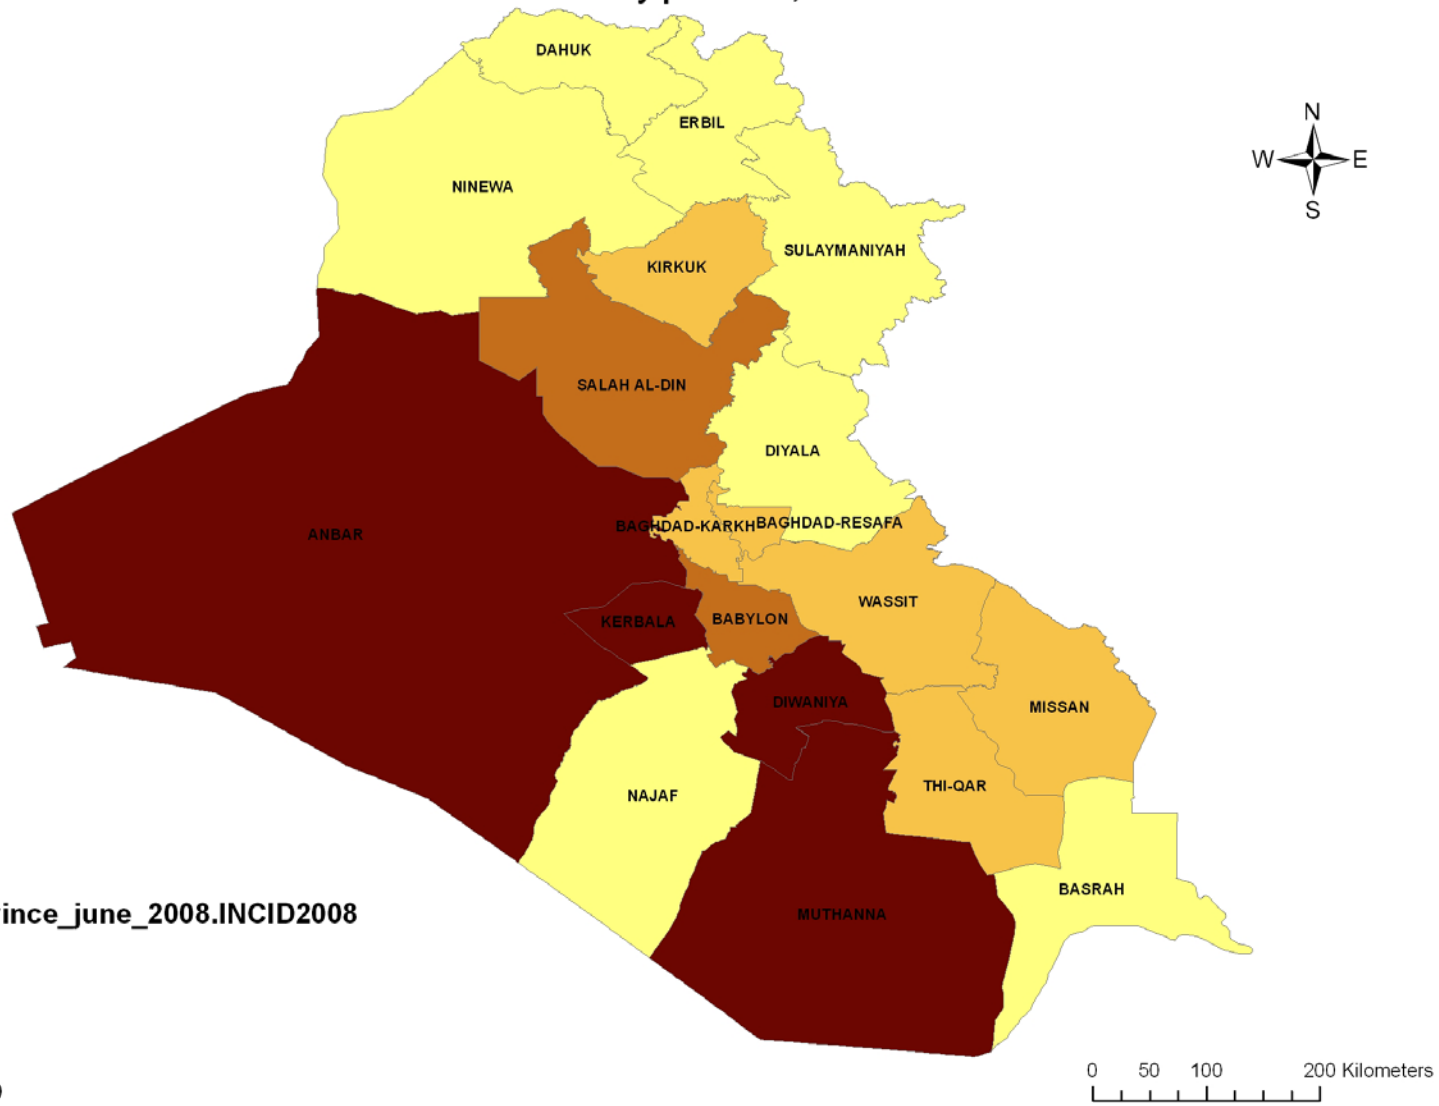 DAHUK
N
ERBIL
W E
NINEWA
S
SULAYMANIYAH
KIRKUK
SALAH AL-DIN
DIYALA
BAGHDAD-KARKH
BAGHDAD-RESAFA
ANBAR
WASSIT
BABYLON
KERBALA
DIWANIYA
MISSAN
THI-QAR
NAJAF
BASRAH
MUTHANNA
ince_june_2008.INCID2008
0 50 100 200 Kilometers
)